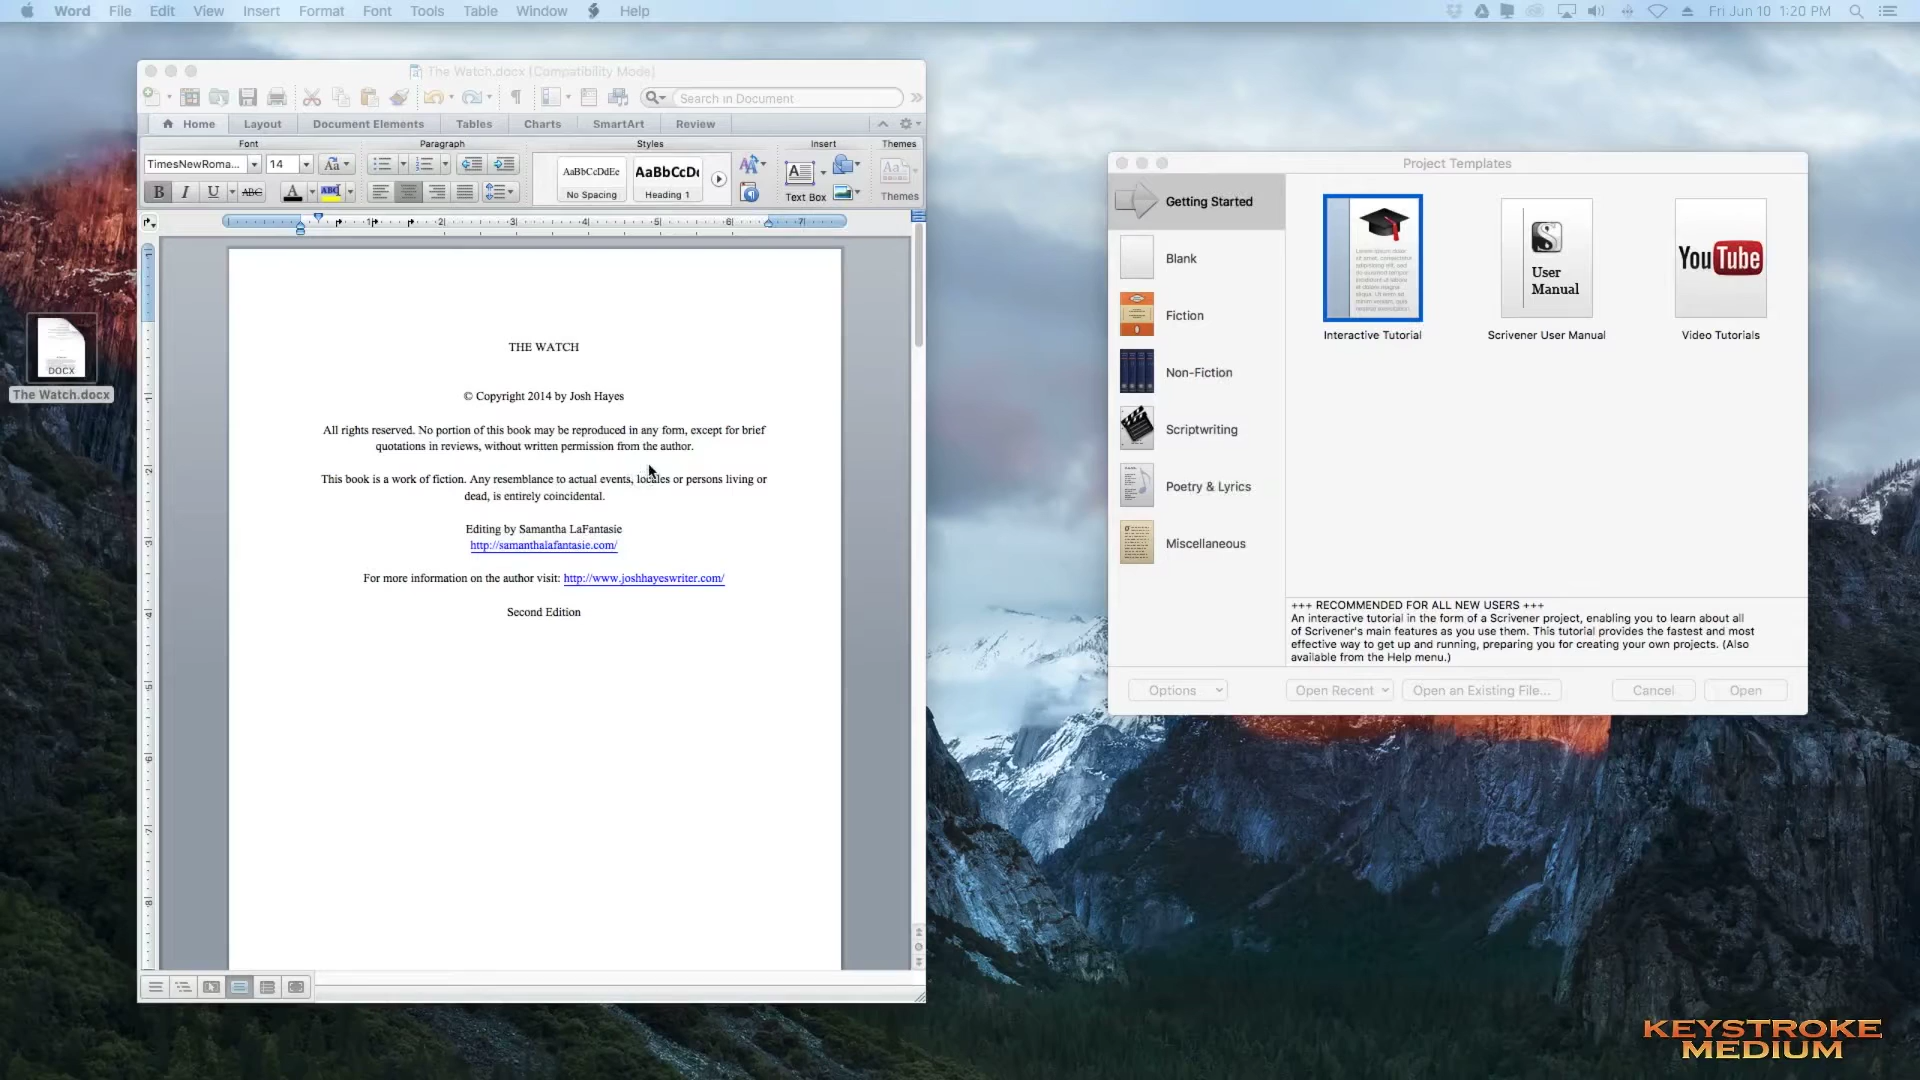 Word File Edit View Insert Format Font Tools Table Window Help
Fri Jun 10 1:20 PM
The Watch.docx [Compatibility Mode]
Search in Document
Home Layout Document Elements Tables Charts SmartArt Review
Font Paragraph Styles Insert Themes
TimesNewRoma... 14 Aa
AaBbCcDdEe AaBbCcDc
B I U ABC A ABC
No Spacing Heading 1 Text Box Themes
THE WATCH
© Copyright 2014 by Josh Hayes
All rights reserved. No portion of this book may be reproduced in any form, except for brief
quotations in reviews, without written permission from the author.
This book is a work of fiction. Any resemblance to actual events, locales or persons living or
dead, is entirely coincidental.
Editing by Samantha LaFantasie
http://samanthalafantasie.com/
For more information on the author visit: http://www.joshhayeswriter.com/
Second Edition
DOCX
The Watch.docx
Project Templates
Getting Started
Blank
Fiction
Non-Fiction
Scriptwriting
Poetry & Lyrics
Miscellaneous
User
Manual
YouTube
Interactive Tutorial
Scrivener User Manual
Video Tutorials
+++ RECOMMENDED FOR ALL NEW USERS +++
An interactive tutorial in the form of a Scrivener project, enabling you to learn about all
of Scrivener's main features as you use them. This tutorial provides the fastest and most
effective way to get up and running, preparing you for creating your own projects. (Also
available from the Help menu.)
Options Open Recent Open an Existing File... Cancel Open
KEYSTROKE
MEDIUM